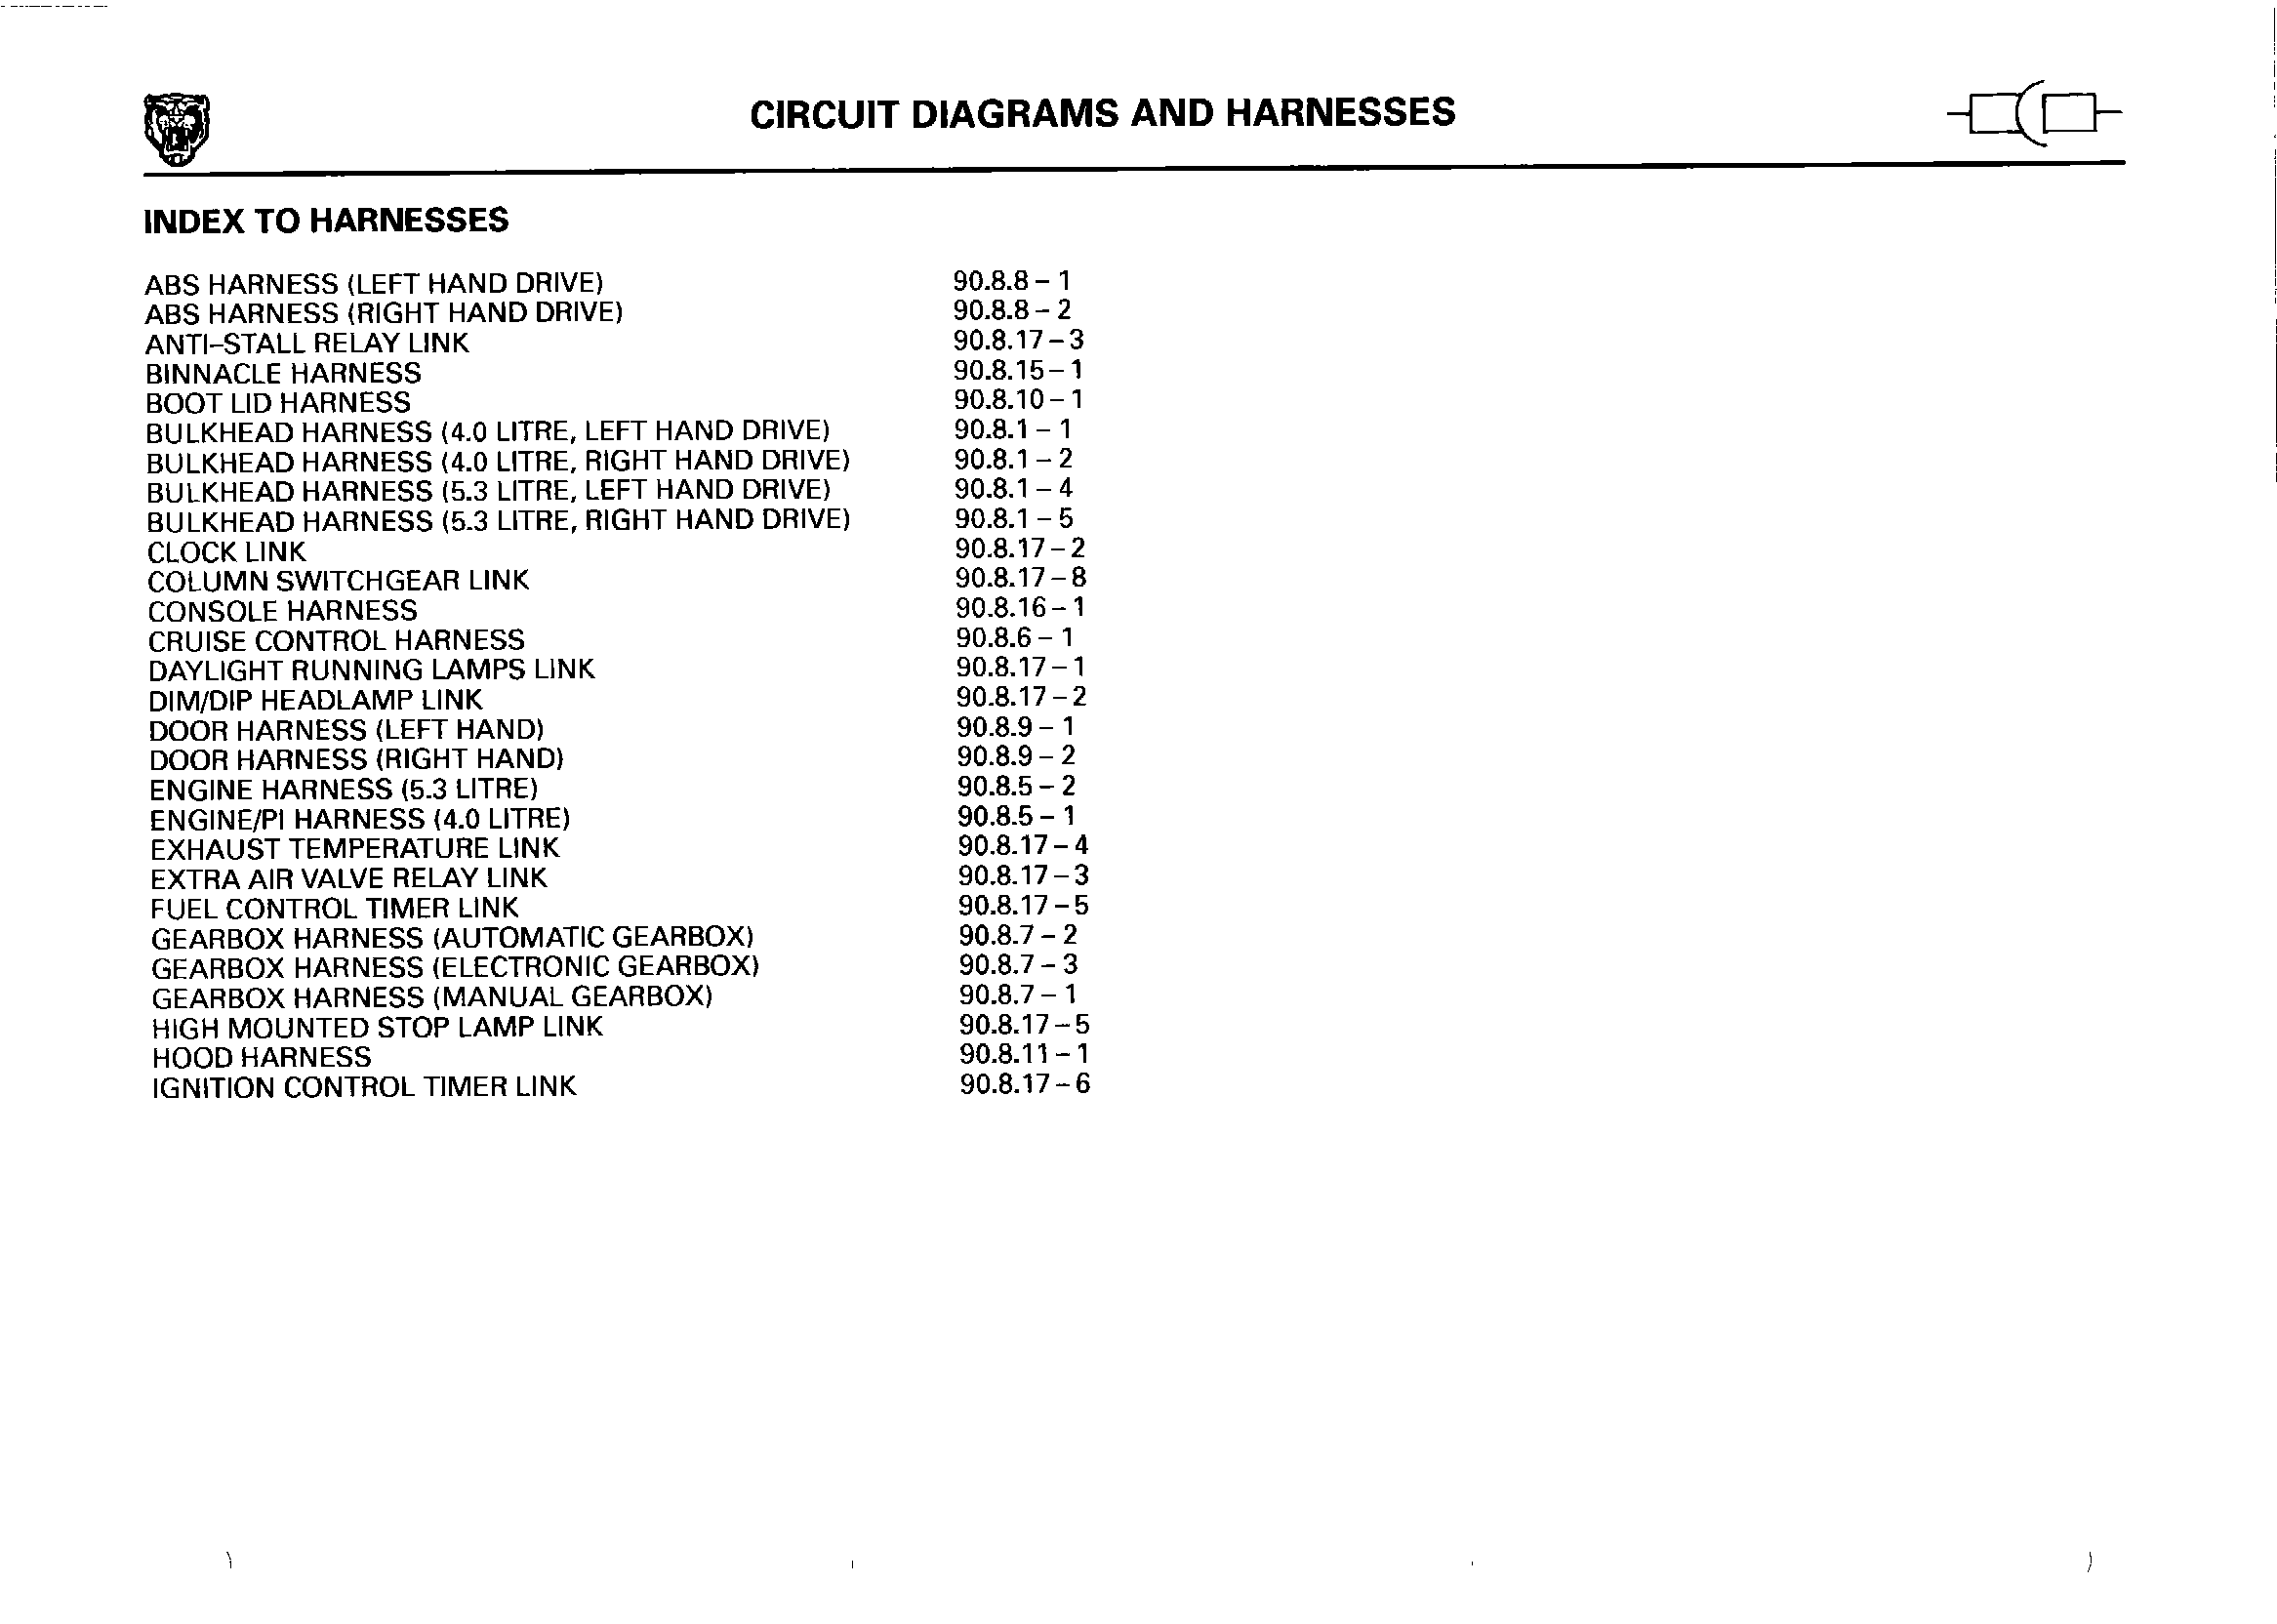 CIRCUIT DIAGRAMS AND HARNESSES
INDEX TO HARNESSES
ABS HARNESS (LEFT HAND DRIVE) 90.8.8 – 1
ABS HARNESS (RIGHT HAND DRIVE) 90.8.8 – 2
ANTI–STALL RELAY LINK 90.8.17 – 3
BINNACLE HARNESS 90.8.15 – 1
BOOT LID HARNESS 90.8.10 – 1
BULKHEAD HARNESS (4.0 LITRE, LEFT HAND DRIVE) 90.8.1 – 1
BULKHEAD HARNESS (4.0 LITRE, RIGHT HAND DRIVE) 90.8.1 – 2
BULKHEAD HARNESS (5.3 LITRE, LEFT HAND DRIVE) 90.8.1 – 4
BULKHEAD HARNESS (5.3 LITRE, RIGHT HAND DRIVE) 90.8.1 – 5
CLOCK LINK 90.8.17 – 2
COLUMN SWITCHGEAR LINK 90.8.17 – 8
CONSOLE HARNESS 90.8.16 – 1
CRUISE CONTROL HARNESS 90.8.6 – 1
DAYLIGHT RUNNING LAMPS LINK 90.8.17 – 1
DIM/DIP HEADLAMP LINK 90.8.17 – 2
DOOR HARNESS (LEFT HAND) 90.8.9 – 1
DOOR HARNESS (RIGHT HAND) 90.8.9 – 2
ENGINE HARNESS (5.3 LITRE) 90.8.5 – 2
ENGINE/PI HARNESS (4.0 LITRE) 90.8.5 – 1
EXHAUST TEMPERATURE LINK 90.8.17 – 4
EXTRA AIR VALVE RELAY LINK 90.8.17 – 3
FUEL CONTROL TIMER LINK 90.8.17 – 5
GEARBOX HARNESS (AUTOMATIC GEARBOX) 90.8.7 – 2
GEARBOX HARNESS (ELECTRONIC GEARBOX) 90.8.7 – 3
GEARBOX HARNESS (MANUAL GEARBOX) 90.8.7 – 1
HIGH MOUNTED STOP LAMP LINK 90.8.17 – 5
HOOD HARNESS 90.8.11 – 1
IGNITION CONTROL TIMER LINK 90.8.17 – 6